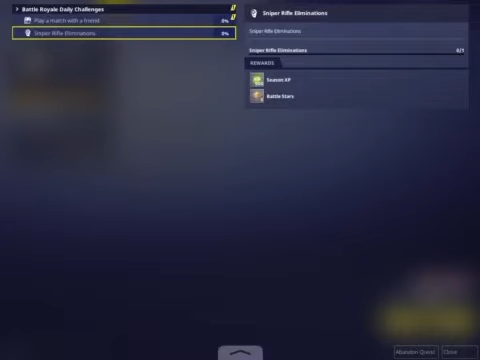 Battle Royale Daily Challenges
Play a match with a friend
0%
Sniper Rifle Eliminations
0%
Sniper Rifle Eliminations
Sniper Rifle Eliminations
Sniper Rifle Eliminations
0/1
REWARDS
Season XP
Battle Stars
Abandon Quest
Close